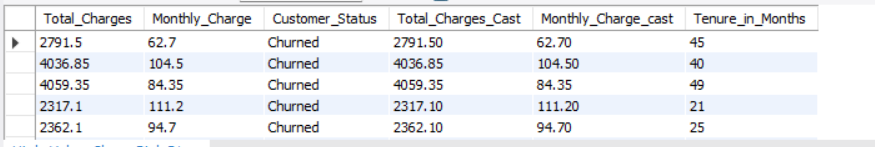 Total_Charges Monthly_Charge Customer_Status Total_Charges_Cast Monthly_Charge_cast Tenure_in_Months
2791.5 62.7 Churned 2791.50 62.70 45
4036.85 104.5 Churned 4036.85 104.50 40
4059.35 84.35 Churned 4059.35 84.35 49
2317.1 111.2 Churned 2317.10 111.20 21
2362.1 94.7 Churned 2362.10 94.70 25